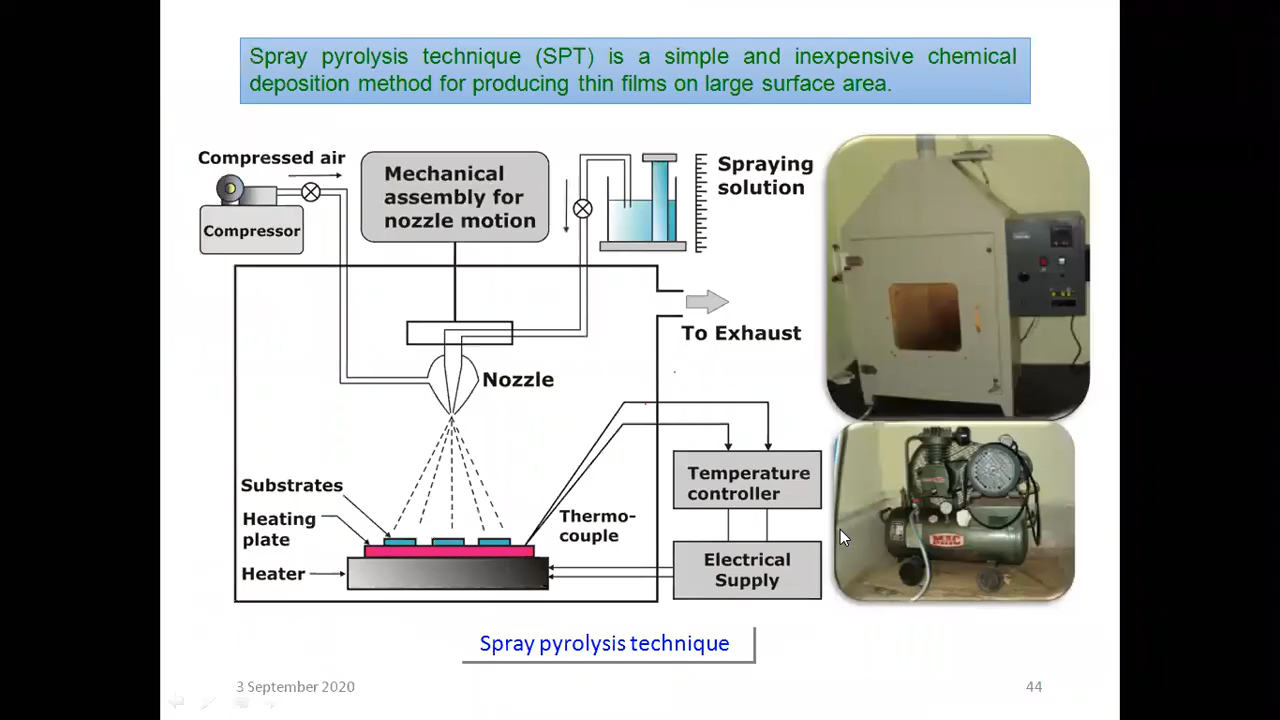 Spray pyrolysis technique (SPT) is a simple and inexpensive chemical
deposition method for producing thin films on large surface area.
Compressed air
Compressor
Mechanical
assembly for
nozzle motion
Spraying
solution
To Exhaust
Nozzle
Substrates
Heating
plate
Heater
Thermo-
couple
Temperature
controller
Electrical
Supply
MAC
Spray pyrolysis technique
3 September 2020
44